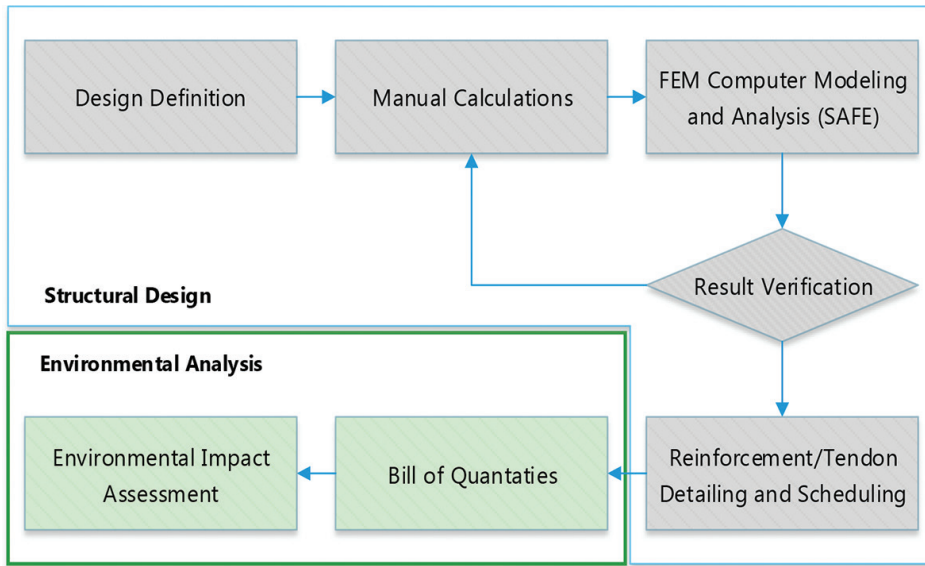 Design Definition
Manual Calculations
FEM Computer Modeling
and Analysis (SAFE)
Result Verification
Structural Design
Environmental Analysis
Environmental Impact
Assessment
Bill of Quantaties
Reinforcement/Tendon
Detailing and Scheduling